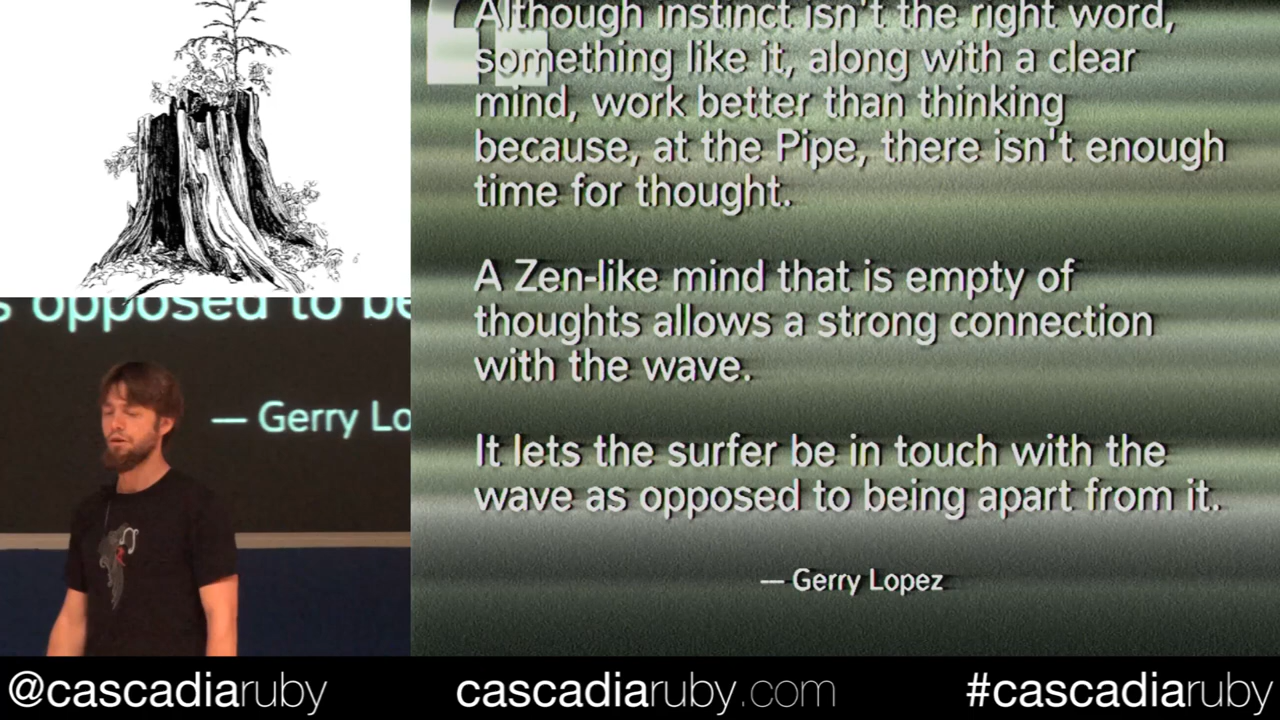 Although instinct isn't the right word,
something like it, along with a clear
mind, work better than thinking
because, at the Pipe, there isn't enough
time for thought.
A Zen-like mind that is empty of
thoughts allows a strong connection
with the wave.
It lets the surfer be in touch with the
wave as opposed to being apart from it.
— Gerry Lopez
s opposed to be
— Gerry Lo
@cascadiaruby
cascadiaruby.com
#cascadiaruby